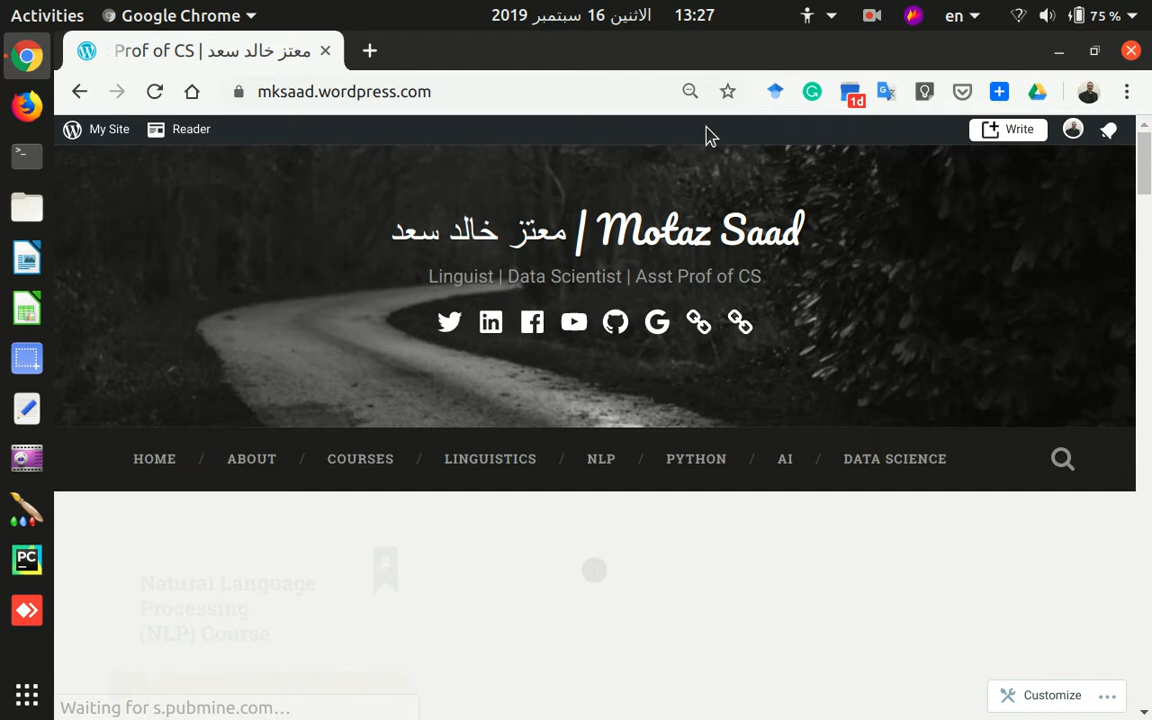 Activities Google Chrome الاثنين 16 سبتمبر 2019 13:27 en 75 %
Prof of CS | معتز خالد سعد
mksaad.wordpress.com
1d
My Site Reader Write
معتز خالد سعد | Motaz Saad
Linguist | Data Scientist | Asst Prof of CS
HOME / ABOUT / COURSES / LINGUISTICS / NLP / PYTHON / AI / DATA SCIENCE
Natural Language
Processing
(NLP) Course
Customize
Waiting for s.pubmine.com...